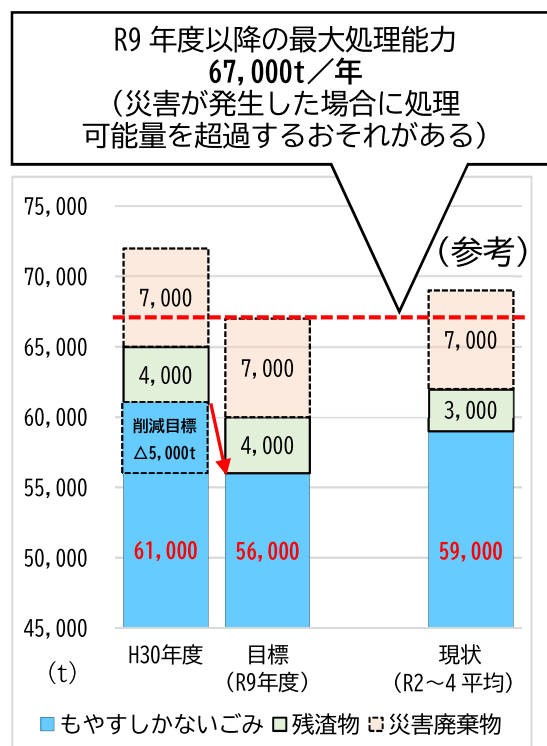 R9 年度以降の最大処理能力
67,000t／年
（災害が発生した場合に処理
可能量を超過するおそれがある）
（参考）
75,000
70,000
65,000
60,000
55,000
50,000
45,000
（t）
7,000
4,000
削減目標
△5,000t
61,000
7,000
4,000
56,000
7,000
3,000
59,000
H30年度
目標
（R9年度）
現状
（R2～4 平均）
もやすしかないごみ 残渣物 災害廃棄物